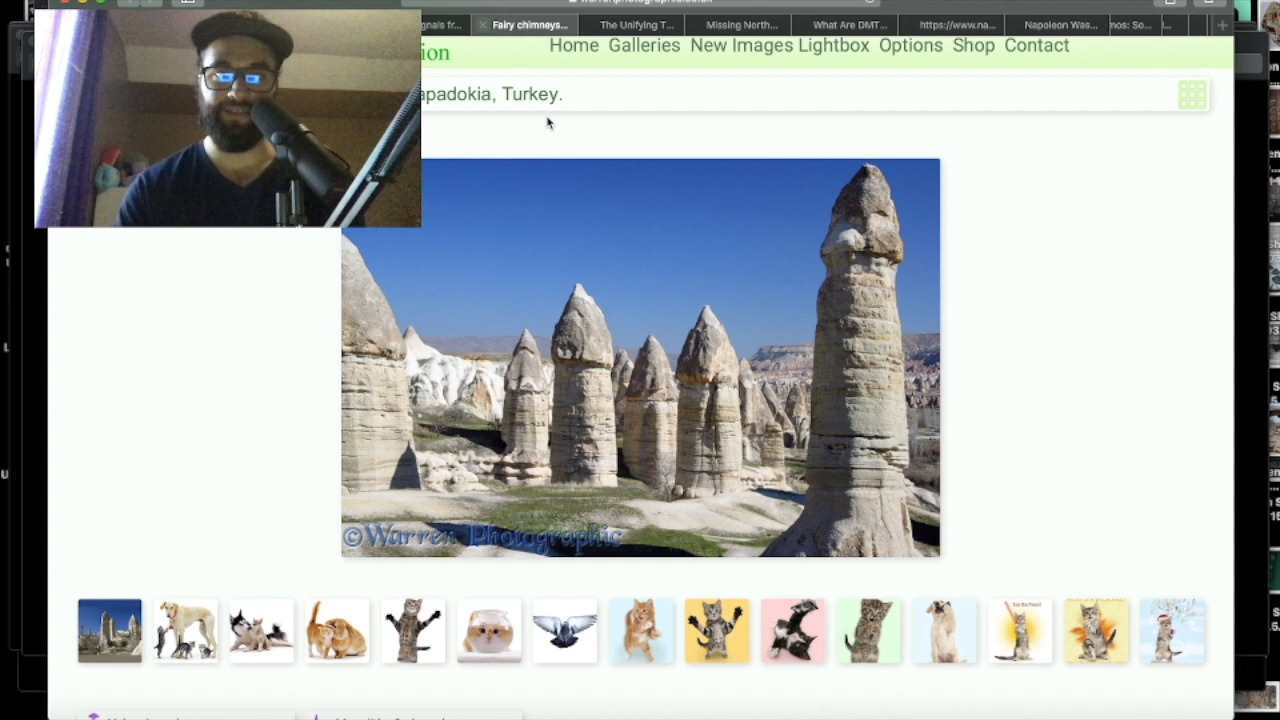 Fairy chimneys...
The Unifying T...
Missing North...
What Are DMT...
https://www.na...
Napoleon Was...
Home Galleries New Images Lightbox Options Shop Contact
apadokia, Turkey.
©Warren Photographic